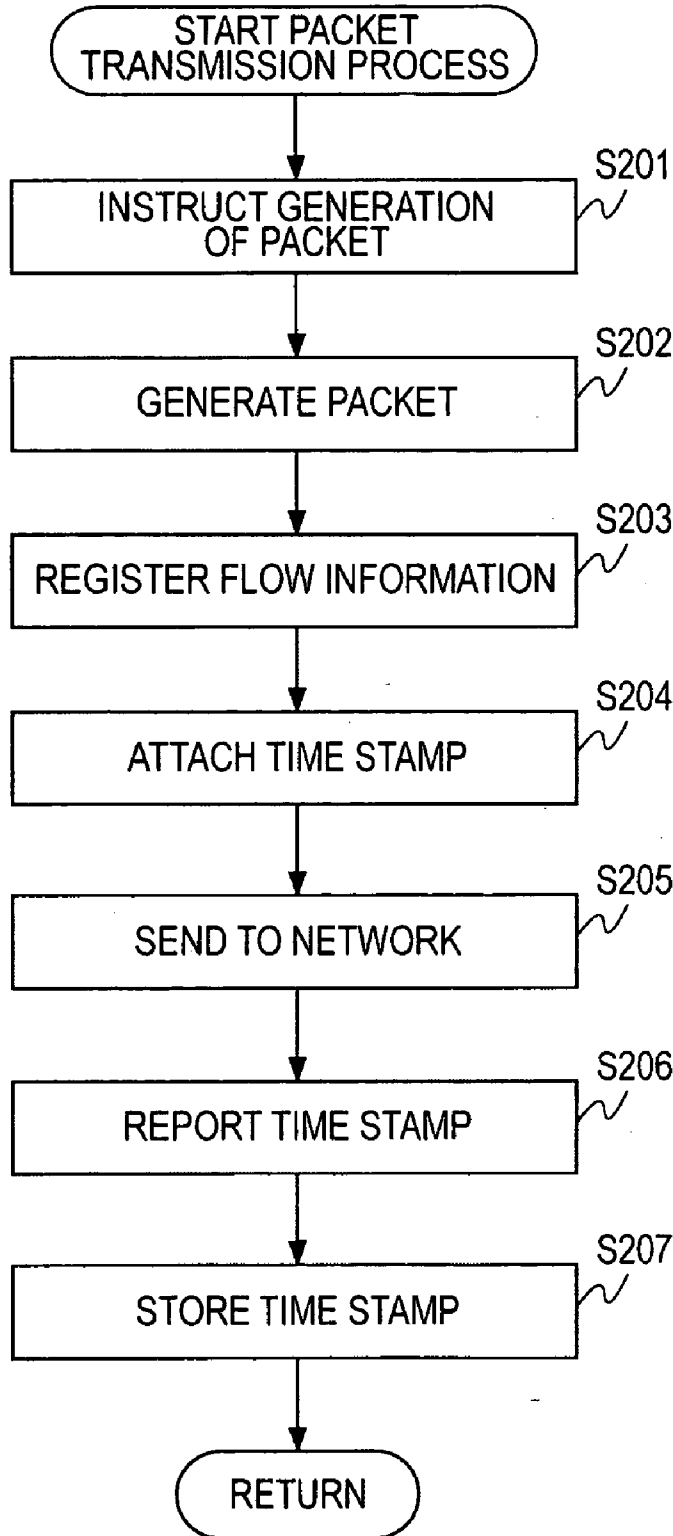 START PACKET
TRANSMISSION PROCESS
S201
INSTRUCT GENERATION
OF PACKET
S202
GENERATE PACKET
S203
REGISTER FLOW INFORMATION
S204
ATTACH TIME STAMP
S205
SEND TO NETWORK
S206
REPORT TIME STAMP
S207
STORE TIME STAMP
RETURN